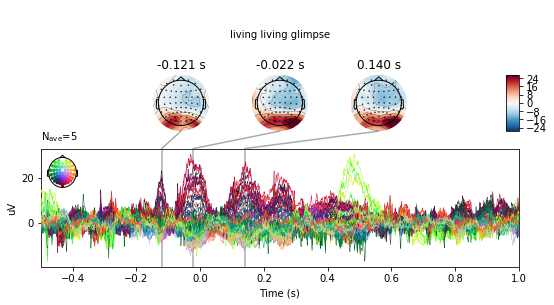 living living glimpse
-0.121 s -0.022 s 0.140 s
24
16
8
0
−8
−16
−24
Nave=5
uV
20
0
−0.4 −0.2 0.0 0.2 0.4 0.6 0.8 1.0
Time (s)